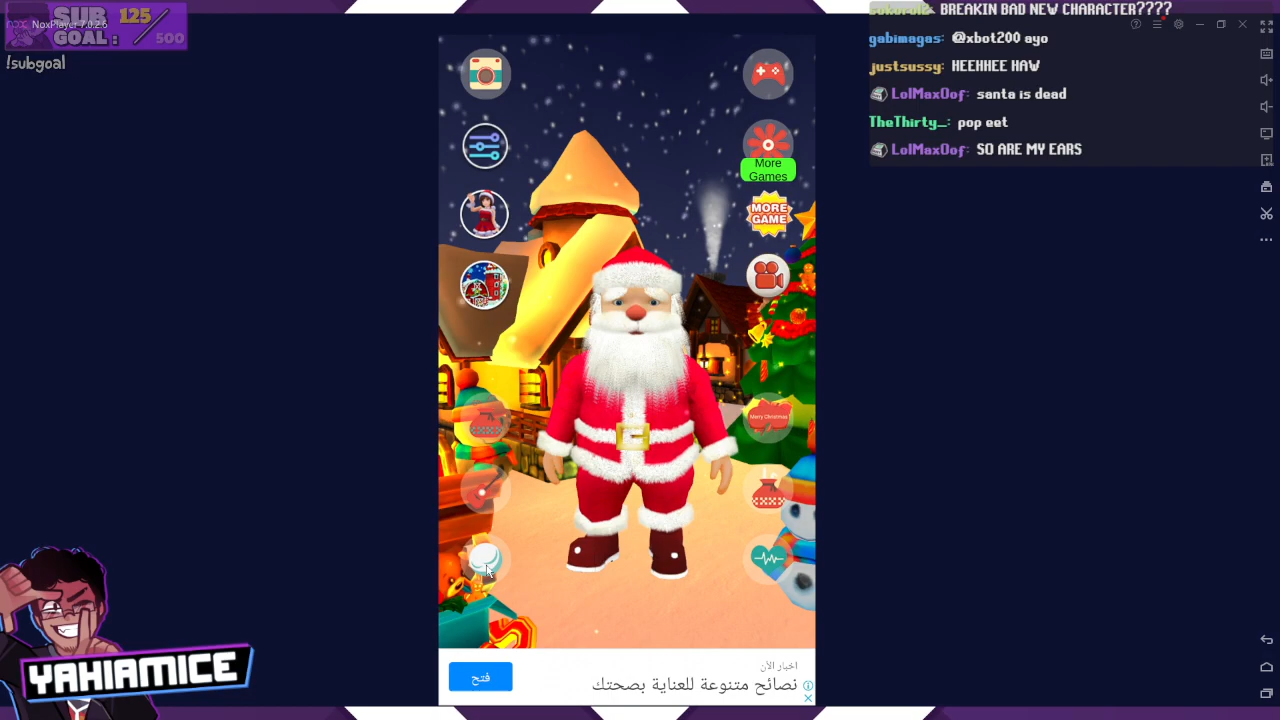 SUB 125
GOAL : 500
NoxPlayer 7.0.2.6
!subgoal
BREAKIN BAD NEW CHARACTER????
gabimagas: @xbot200 ayo
justsussy: HEEHHEE HAW
LolMaxOof: santa is dead
TheThirty_: pop eet
LolMaxOof: SO ARE MY EARS
More
Games
MORE
GAME
Merry Christmas
YAHIAMICE
اخبار الآن
نصائح متنوعة للعناية بصحتك
فتح